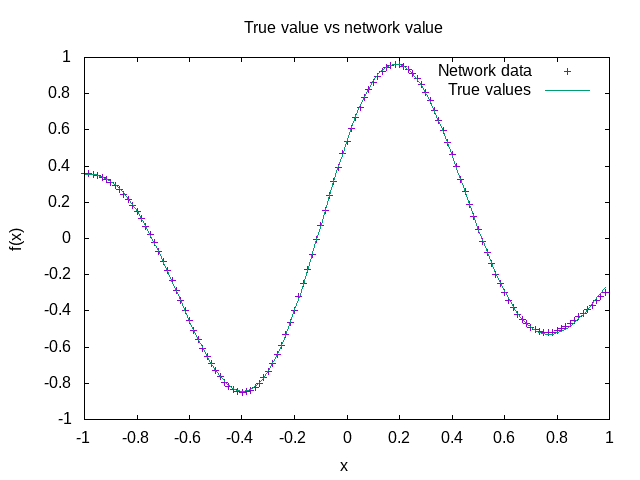 True value vs network value
Network data
True values
1
0.8
0.6
0.4
0.2
0
-0.2
-0.4
-0.6
-0.8
-1
f(x)
-1 -0.8 -0.6 -0.4 -0.2 0 0.2 0.4 0.6 0.8 1
x